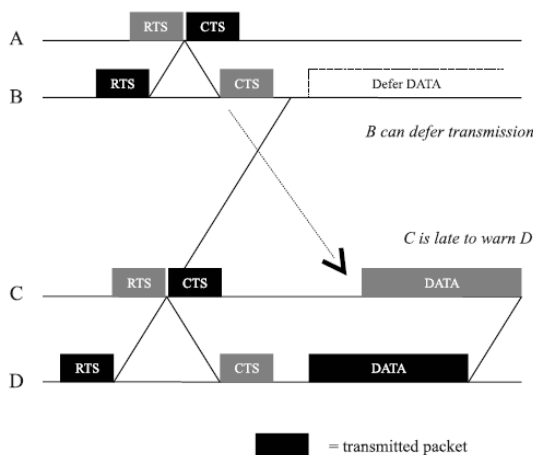 A RTS CTS
B RTS CTS Defer DATA
B can defer transmission
C is late to warn D
C RTS CTS DATA
D RTS CTS DATA
= transmitted packet